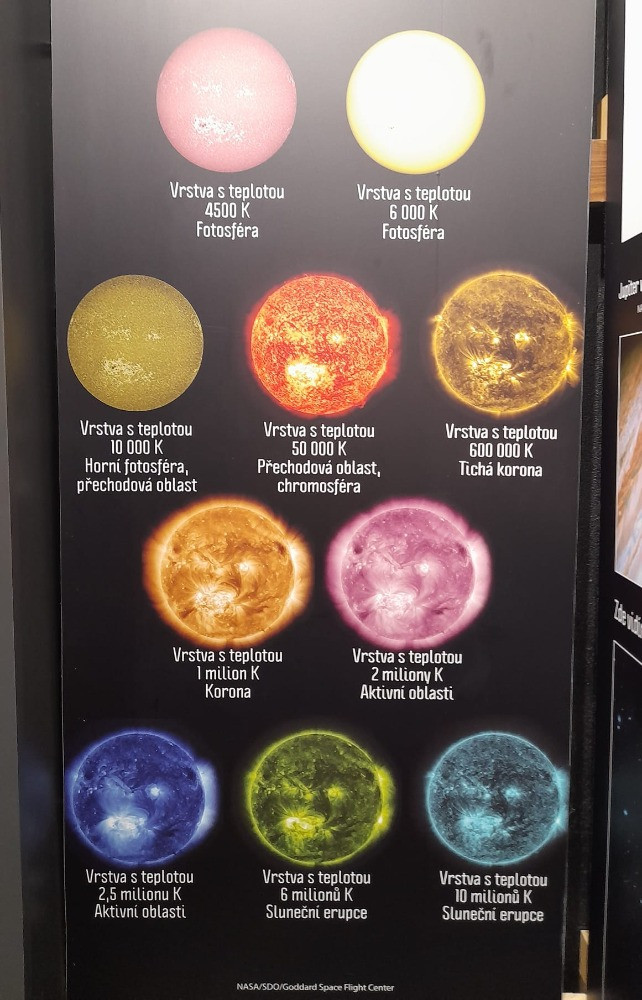 Vrstva s teplotou
4500 K
Fotosféra
Vrstva s teplotou
6 000 K
Fotosféra
Vrstva s teplotou
10 000 K
Horní fotosféra,
přechodová oblast
Vrstva s teplotou
50 000 K
Přechodová oblast,
chromosféra
Vrstva s teplotou
600 000 K
Tichá korona
Vrstva s teplotou
1 milion K
Korona
Vrstva s teplotou
2 miliony K
Aktivní oblasti
Vrstva s teplotou
2,5 milionu K
Aktivní oblasti
Vrstva s teplotou
6 milionů K
Sluneční erupce
Vrstva s teplotou
10 milionů K
Sluneční erupce
NASA/SDO/Goddard Space Flight Center
Jupiter
Zde